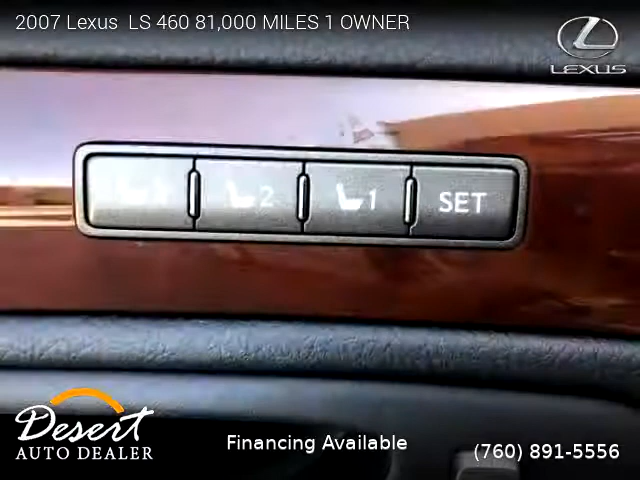 2007 Lexus LS 460 81,000 MILES 1 OWNER
LEXUS
2
1
SET
Desert
AUTO DEALER
Financing Available
(760) 891-5556